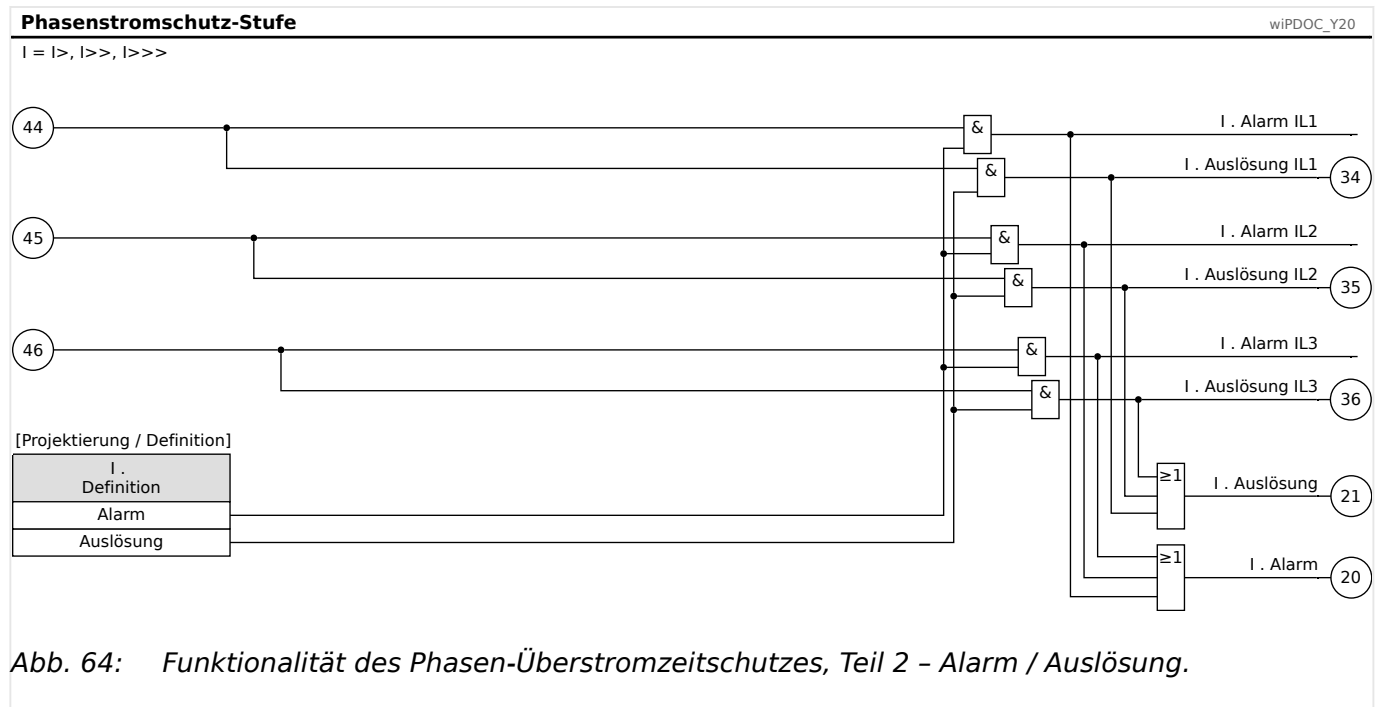 Phasenstromschutz-Stufe
wiPDOC_Y20
I = I>, I>>, I>>>
44
&
I . Alarm IL1
&
I . Auslösung IL1
34
45
&
I . Alarm IL2
&
I . Auslösung IL2
35
46
&
I . Alarm IL3
&
I . Auslösung IL3
36
[Projektierung / Definition]
I .
Definition
Alarm
Auslösung
≥1
I . Auslösung
21
≥1
I . Alarm
20
Abb. 64: Funktionalität des Phasen-Überstromzeitschutzes, Teil 2 – Alarm / Auslösung.